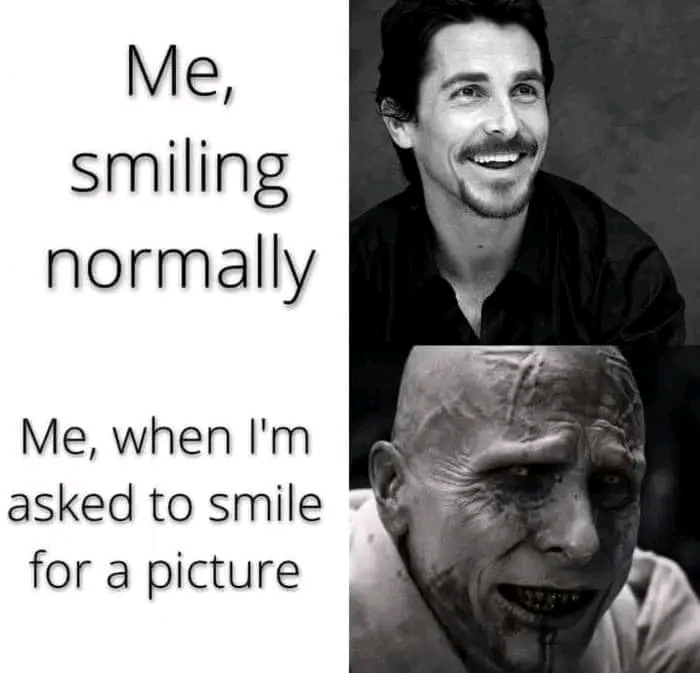 Me,
smiling
normally
Me, when I'm
asked to smile
for a picture